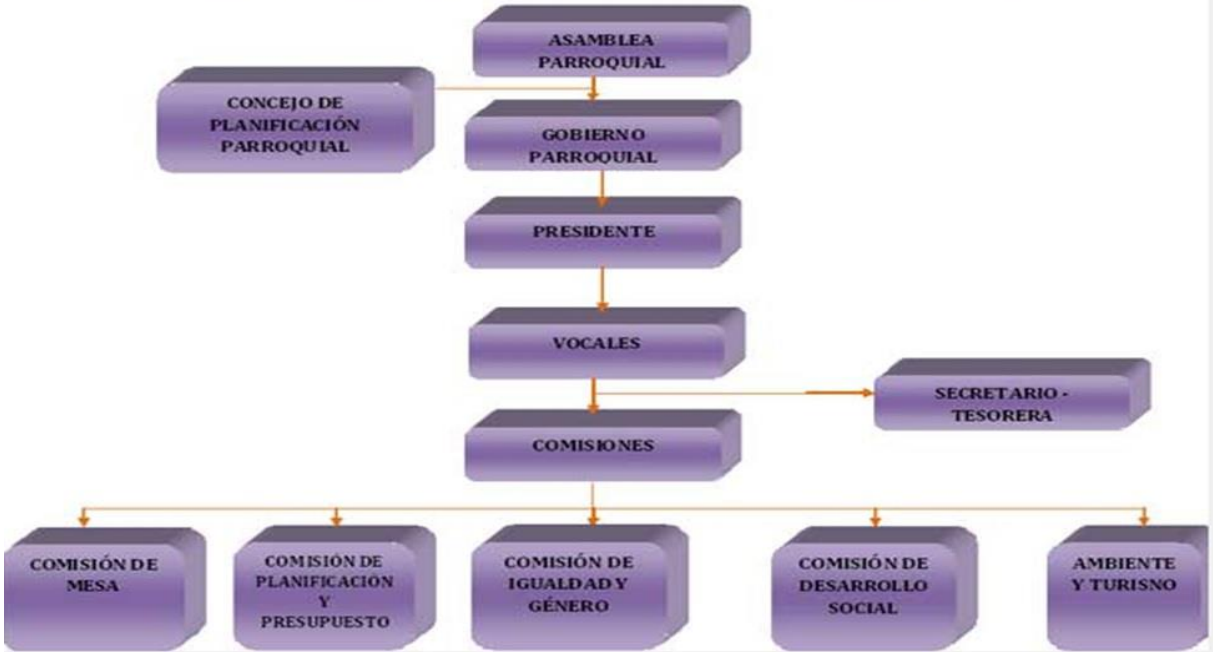 ASAMBLEA
PARROQUIAL
CONCEJO DE
PLANIFICACIÓN
PARROQUIAL
GOBIERNO
PARROQUIAL
PRESIDENTE
VOCALES
SECRETARIO -
TESORERA
COMISIONES
COMISIÓN DE
MESA
COMISIÓN DE
PLANIFICACIÓN
Y
PRESUPUESTO
COMISIÓN DE
IGUALDAD Y
GÉNERO
COMISIÓN DE
DESARROLLO
SOCIAL
AMBIENTE
Y TURISNO